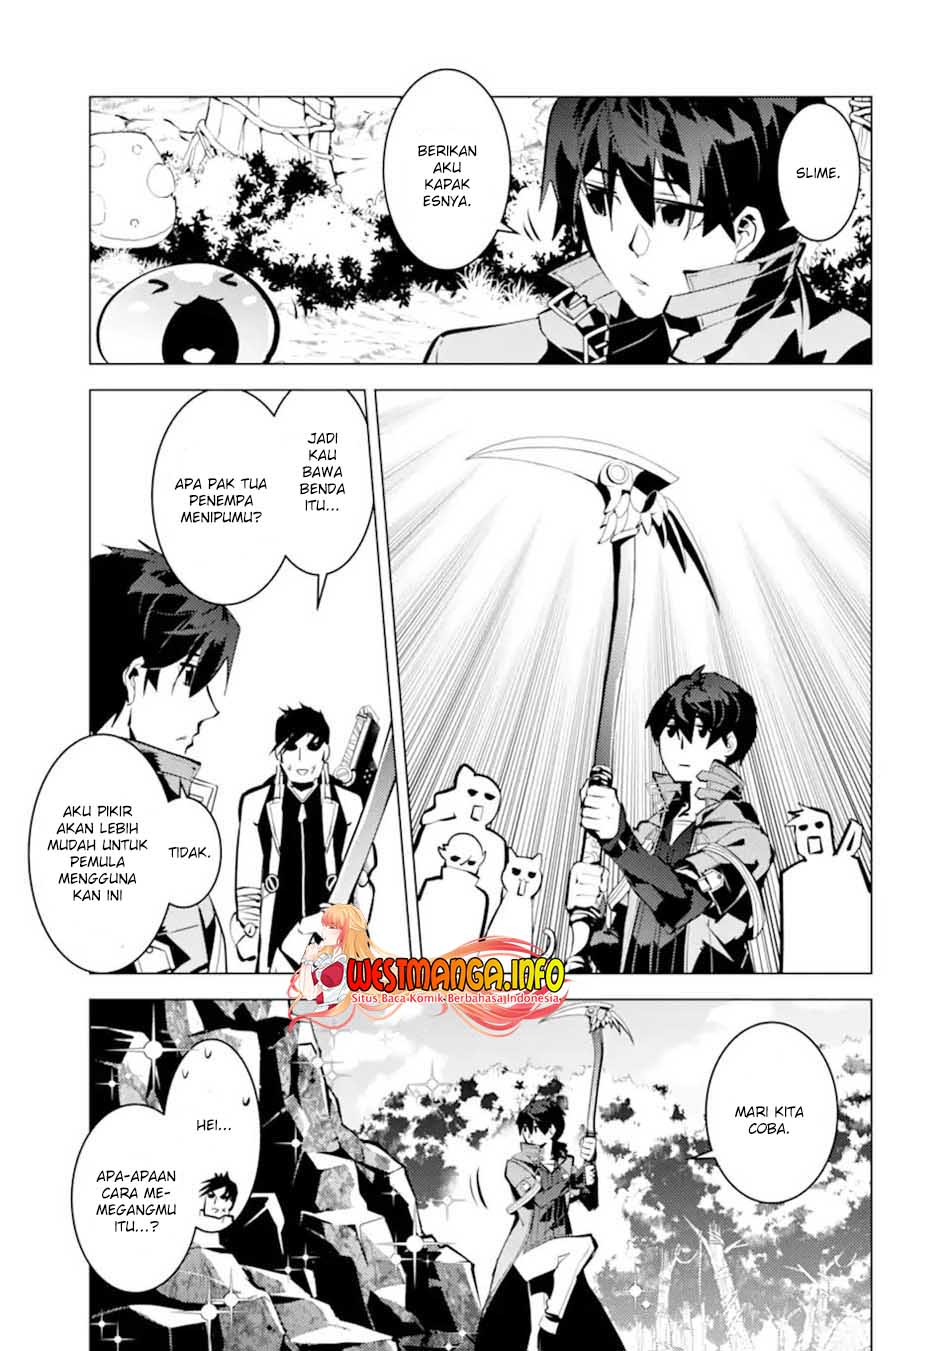 SLIME.
BERIKAN
AKU
KAPAK
ESNYA.
JADI
KAU
BAWA
BENDA
ITU...
APA PAK TUA
PENEMPA
MENIPUMU?
TIDAK.
AKU PIKIR
AKAN LEBIH
MUDAH UNTUK
PEMULA
MENGGUNA
KAN INI
WESTMANGA.INFO
Situs Baca Komik Berbahasa Indonesia
MARI KITA
COBA.
HEI...
APA-APAAN
CARA ME-
MEGANGMU
ITU...?